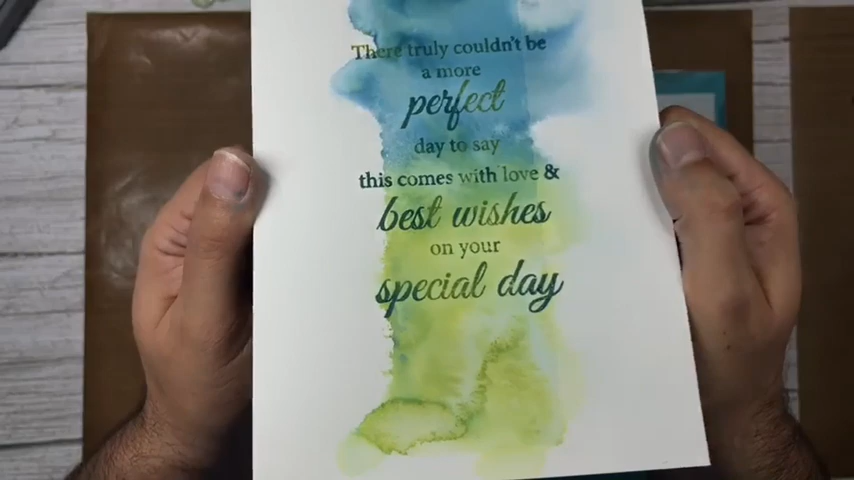 There truly couldn't be
a more
perfect
day to say
this comes with love &
best wishes
on your
special day